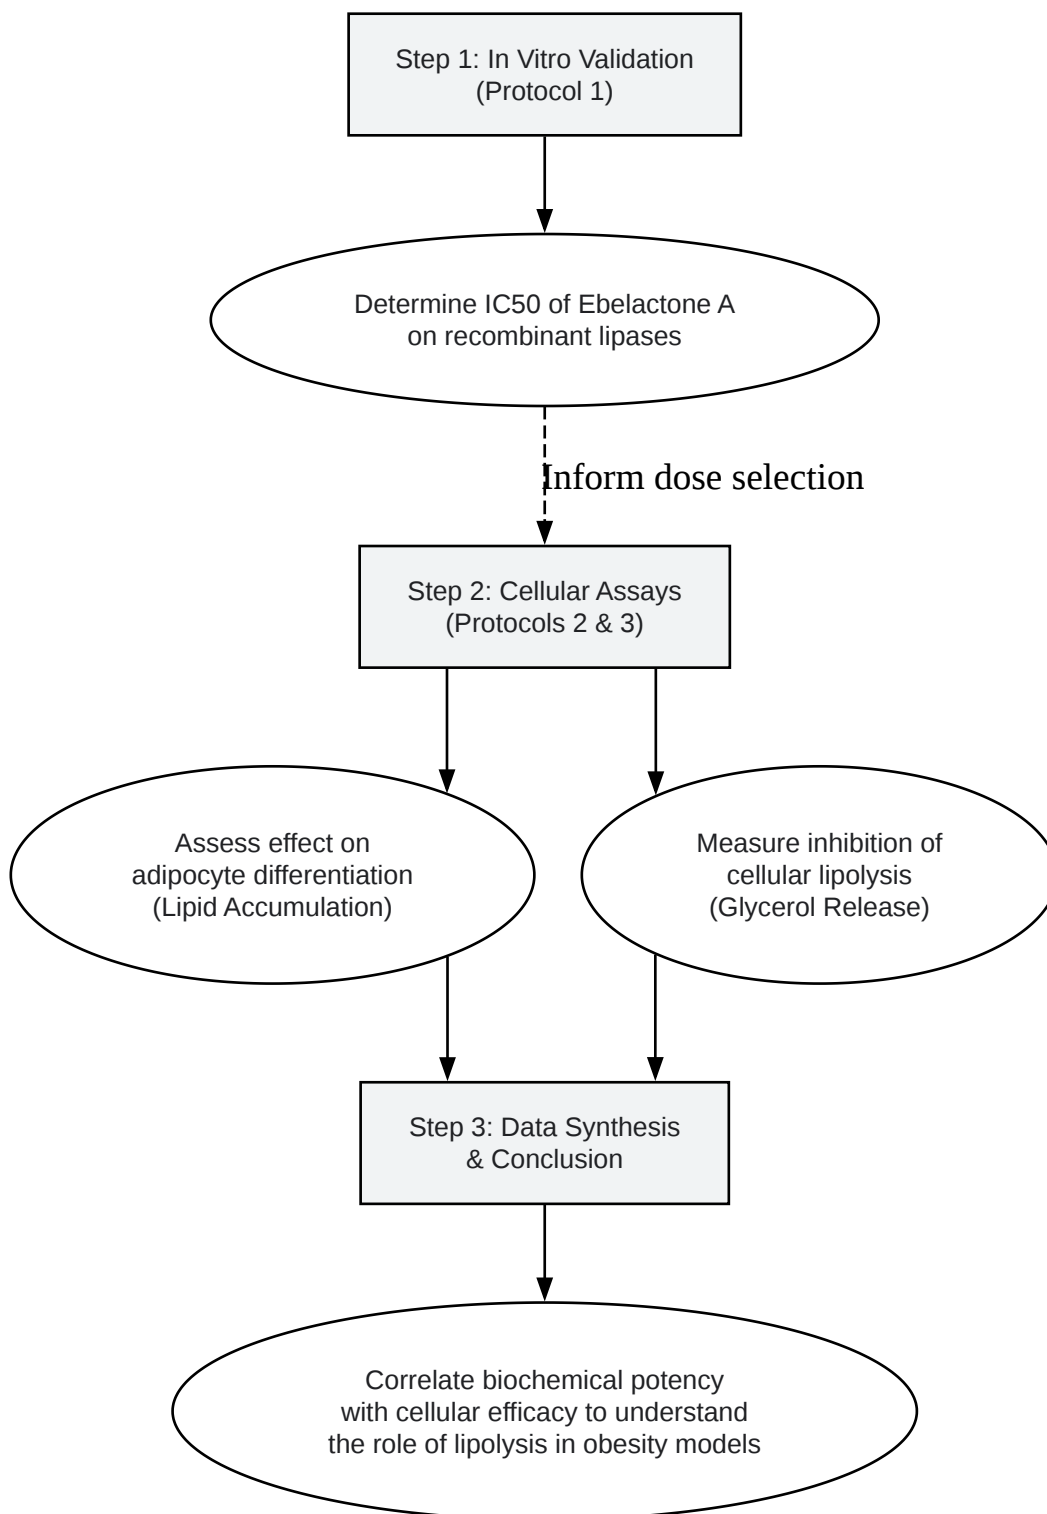 Step 1: In Vitro Validation
(Protocol 1)
Determine IC50 of Ebelactone A
on recombinant lipases
Inform dose selection
Step 2: Cellular Assays
(Protocols 2 & 3)
Assess effect on
adipocyte differentiation
(Lipid Accumulation)
Measure inhibition of
cellular lipolysis
(Glycerol Release)
Step 3: Data Synthesis
& Conclusion
Correlate biochemical potency
with cellular efficacy to understand
the role of lipolysis in obesity models